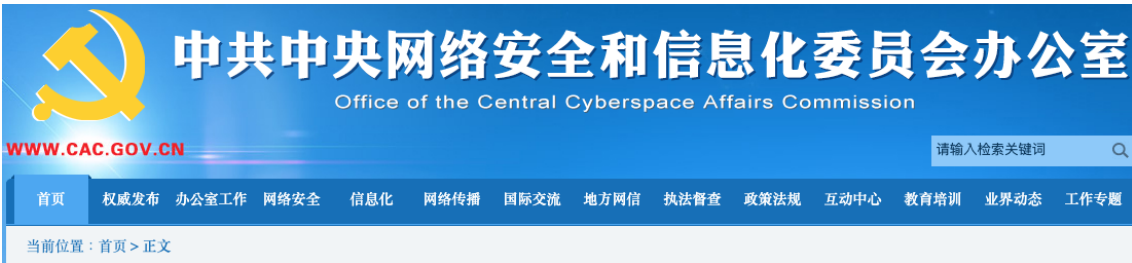 中共中央网络安全和信息化委员会办公室
Office of the Central Cyberspace Affairs Commission
WWW.CAC.GOV.CN
请输入检索关键词
首页 权威发布 办公室工作 网络安全 信息化 网络传播 国际交流 地方网信 执法督查 政策法规 互动中心 教育培训 业界动态 工作专题
当前位置：首页 > 正文